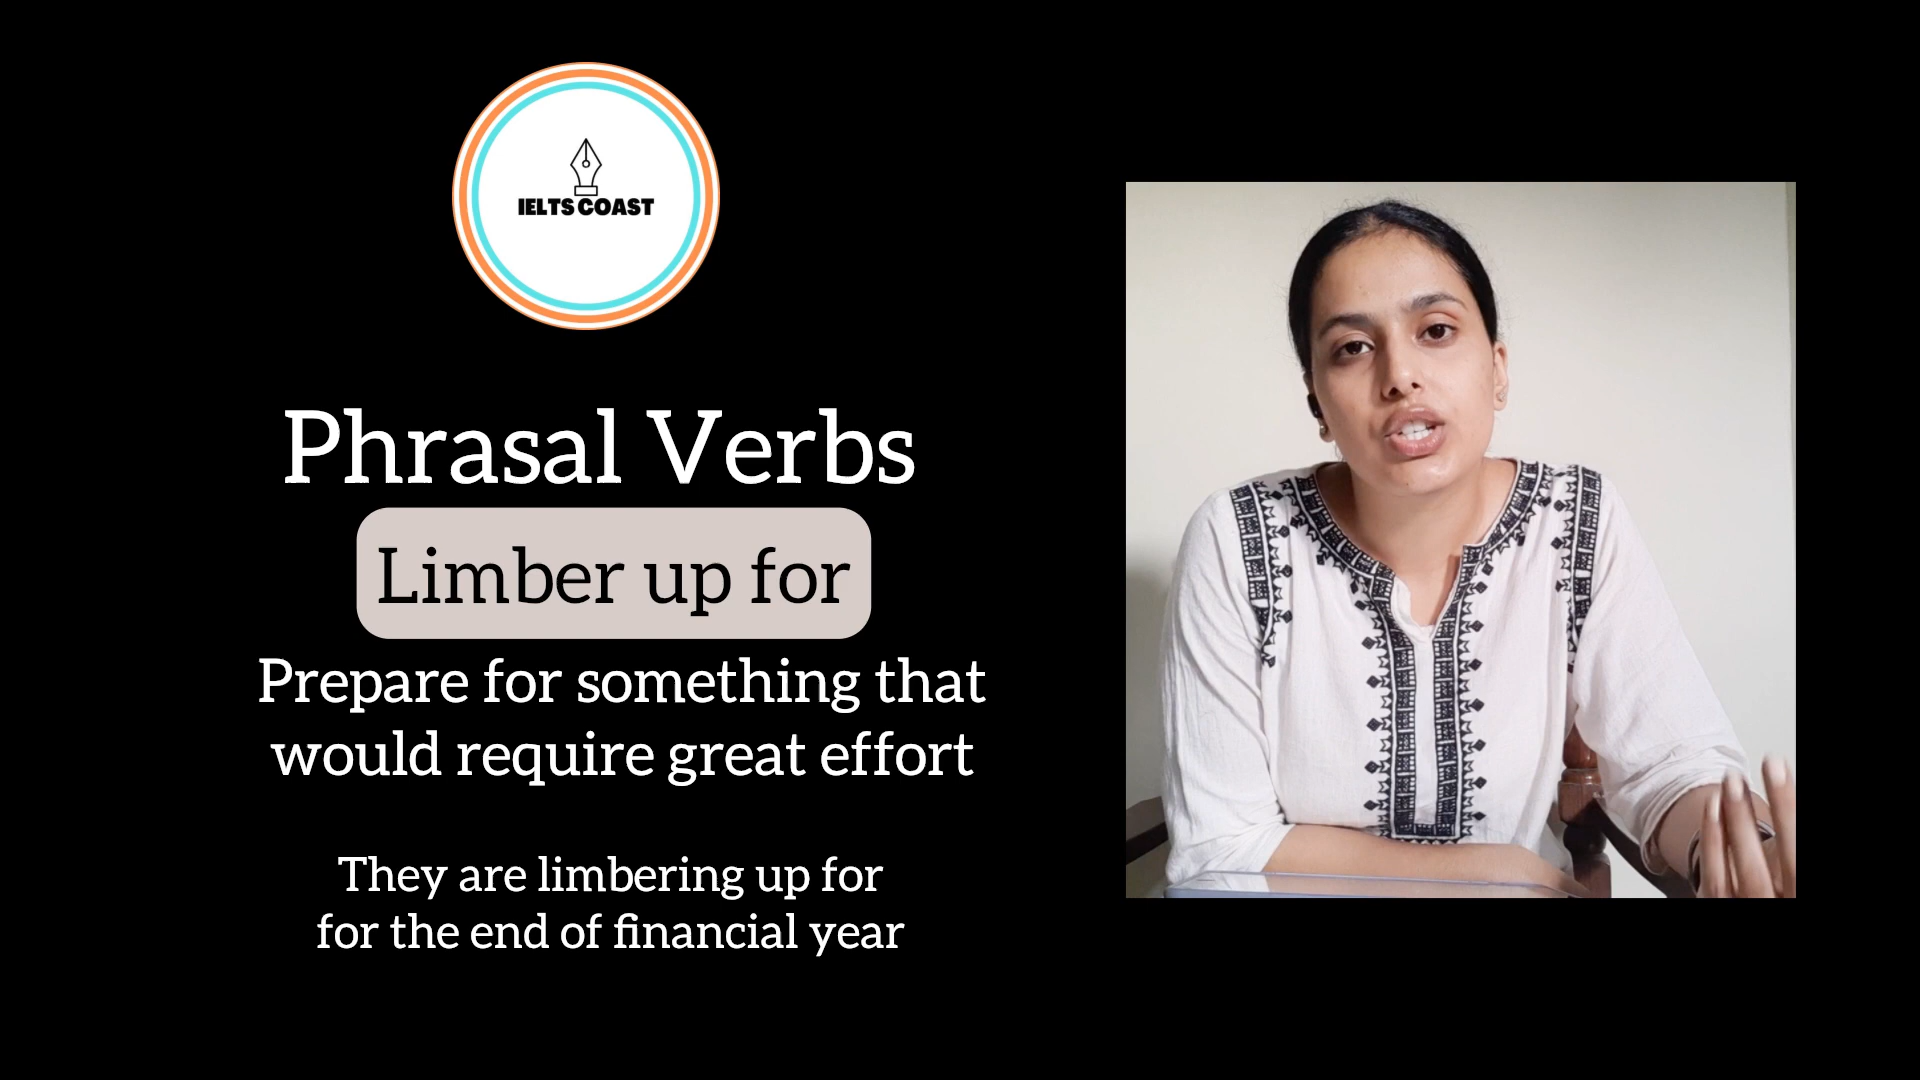 IELTS COAST
Phrasal Verbs
Limber up for
Prepare for something that
would require great effort
They are limbering up for
for the end of financial year